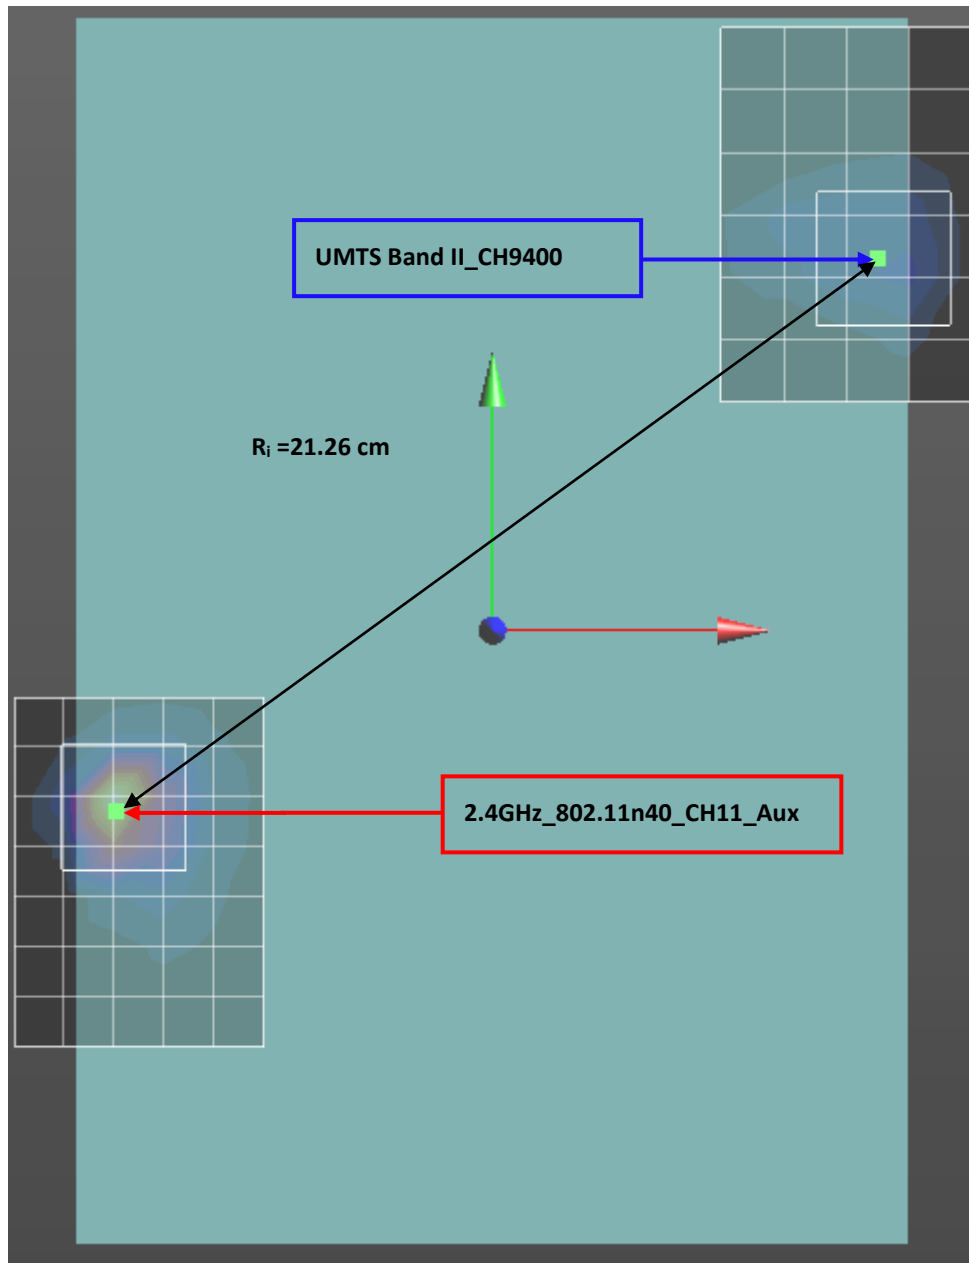 UMTS Band II_CH9400
Rᵢ =21.26 cm
2.4GHz_802.11n40_CH11_Aux